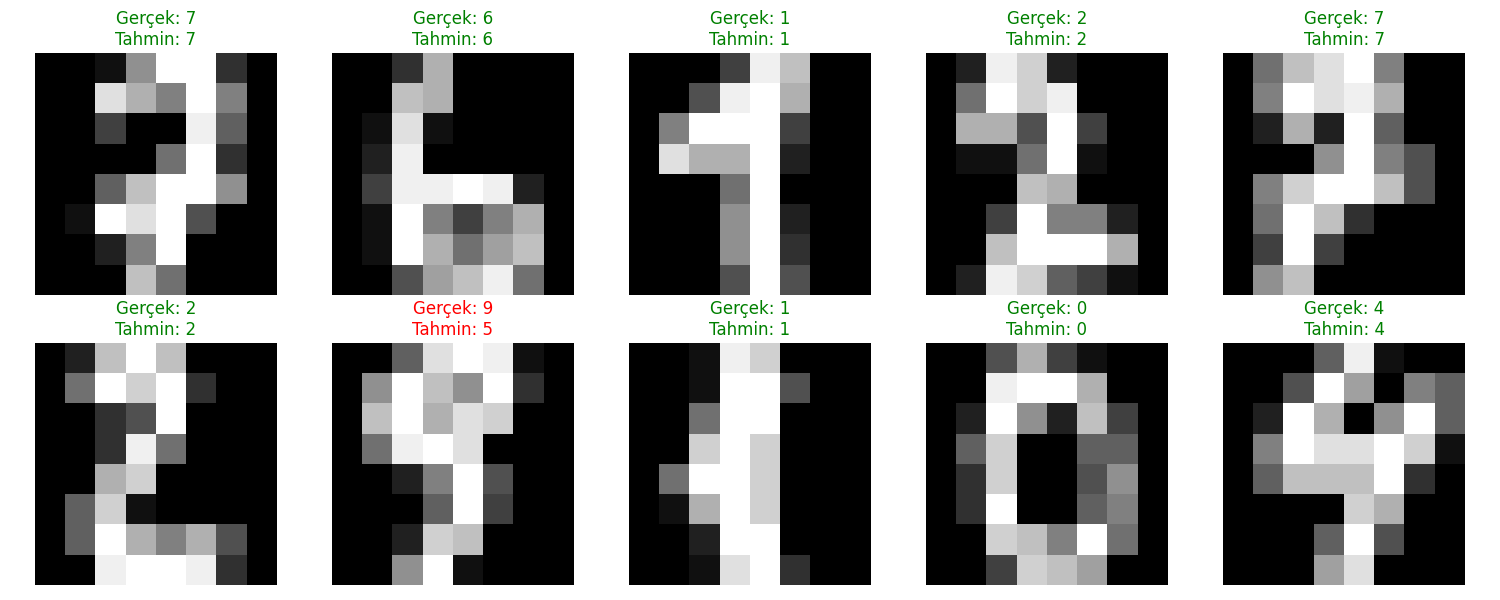 Gerçek: 7
Tahmin: 7
Gerçek: 6
Tahmin: 6
Gerçek: 1
Tahmin: 1
Gerçek: 2
Tahmin: 2
Gerçek: 7
Tahmin: 7
Gerçek: 2
Tahmin: 2
Gerçek: 9
Tahmin: 5
Gerçek: 1
Tahmin: 1
Gerçek: 0
Tahmin: 0
Gerçek: 4
Tahmin: 4